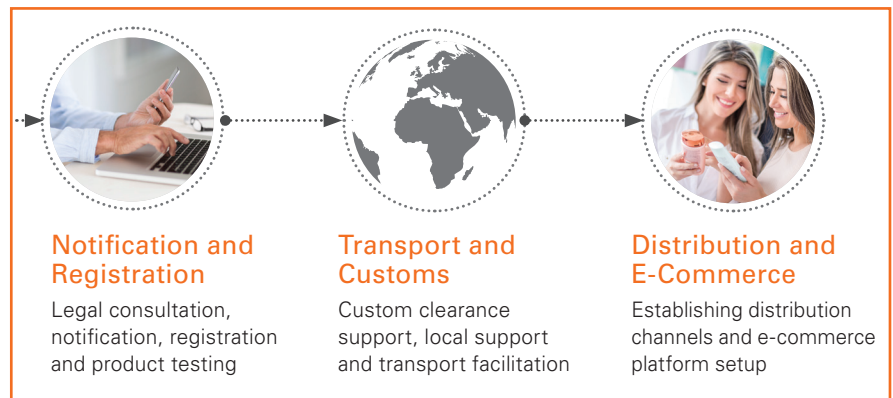 Notification and
Registration
Legal consultation,
notification, registration
and product testing
Transport and
Customs
Custom clearance
support, local support
and transport facilitation
Distribution and
E-Commerce
Establishing distribution
channels and e-commerce
platform setup